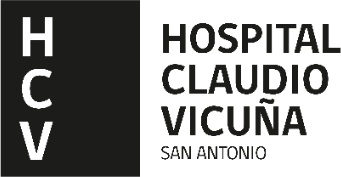 H
C
V
HOSPITAL
CLAUDIO
VICUÑA
SAN ANTONIO